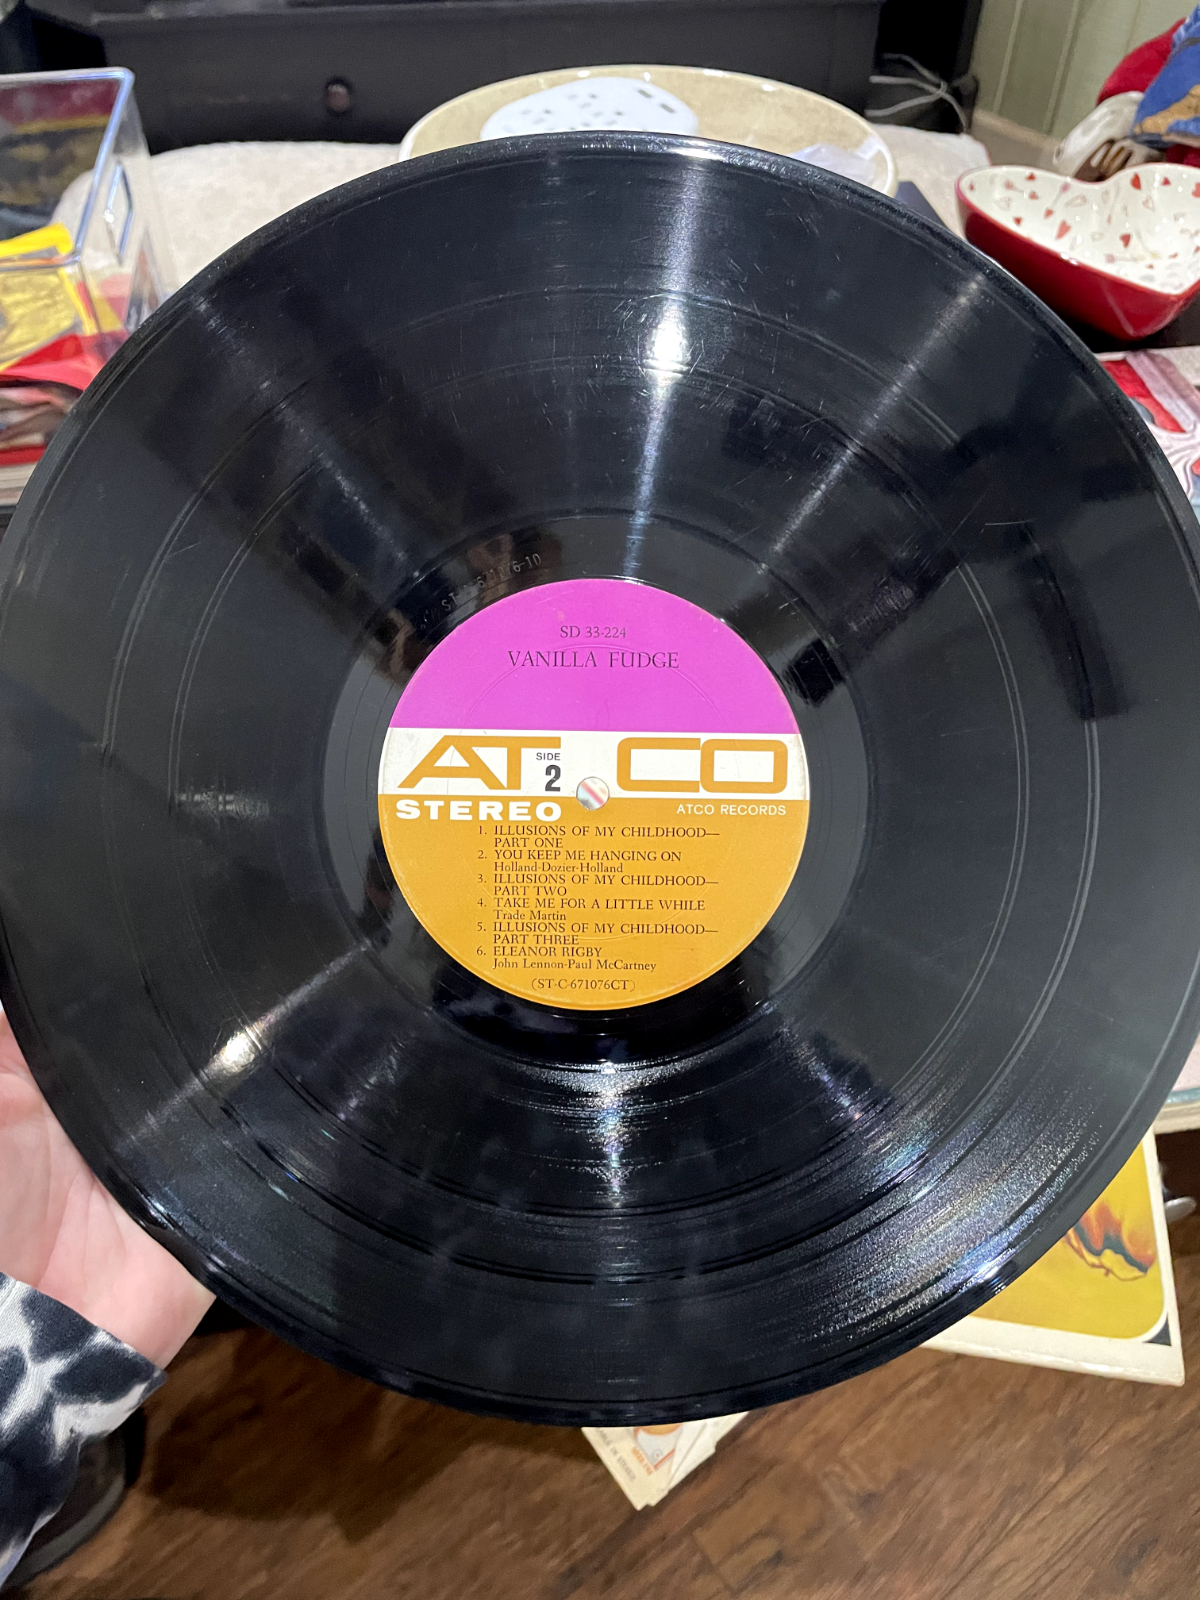 SD 33-224
VANILLA FUDGE
ATCO
SIDE
2
STEREO
ATCO RECORDS
1. ILLUSIONS OF MY CHILDHOOD—
PART ONE
2. YOU KEEP ME HANGING ON
Holland-Dozier-Holland
3. ILLUSIONS OF MY CHILDHOOD—
PART TWO
4. TAKE ME FOR A LITTLE WHILE
Trade Martin
5. ILLUSIONS OF MY CHILDHOOD—
PART THREE
6. ELEANOR RIGBY
John Lennon-Paul McCartney
(ST-C-671076CT)